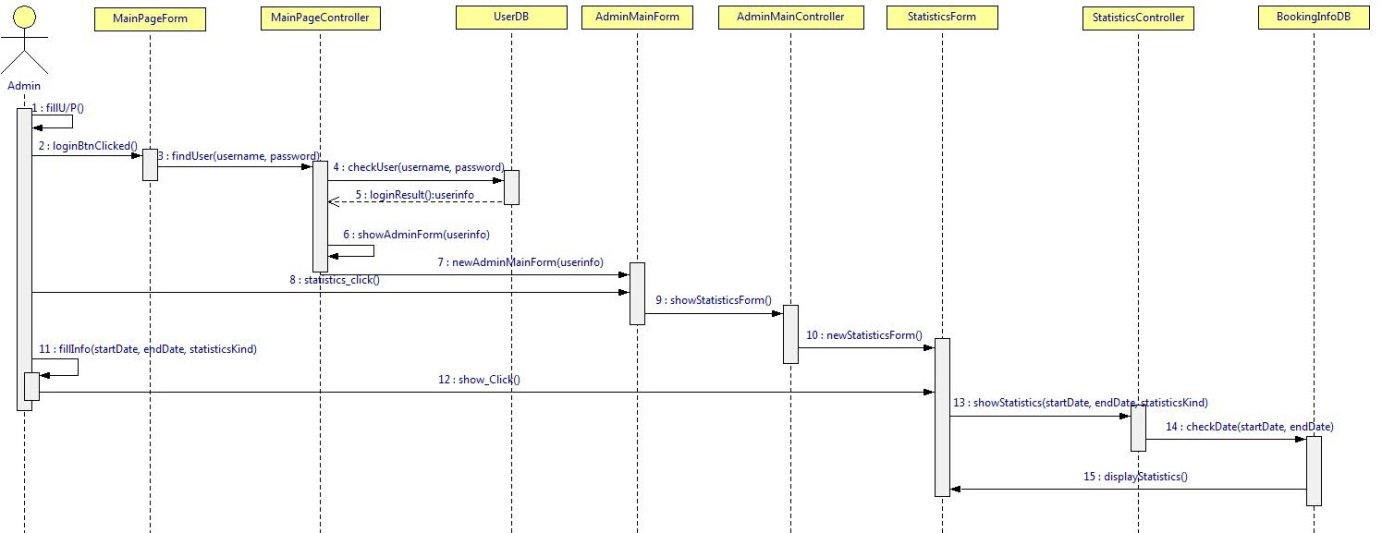 MainPageForm
MainPageController
UserDB
AdminMainForm
AdminMainController
StatisticsForm
StatisticsController
BookingInfoDB
Admin
1 : fillU/P()
2 : loginBtnClicked()
3 : findUser(username, password)
4 : checkUser(username, password)
5 : loginResult():userinfo
6 : showAdminForm(userinfo)
7 : newAdminMainForm(userinfo)
8 : statistics_click()
9 : showStatisticsForm()
10 : newStatisticsForm()
11 : fillInfo(startDate, endDate, statisticsKind)
12 : show_Click()
13 : showStatistics(startDate, endDate, statisticsKind)
14 : checkDate(startDate, endDate)
15 : displayStatistics()